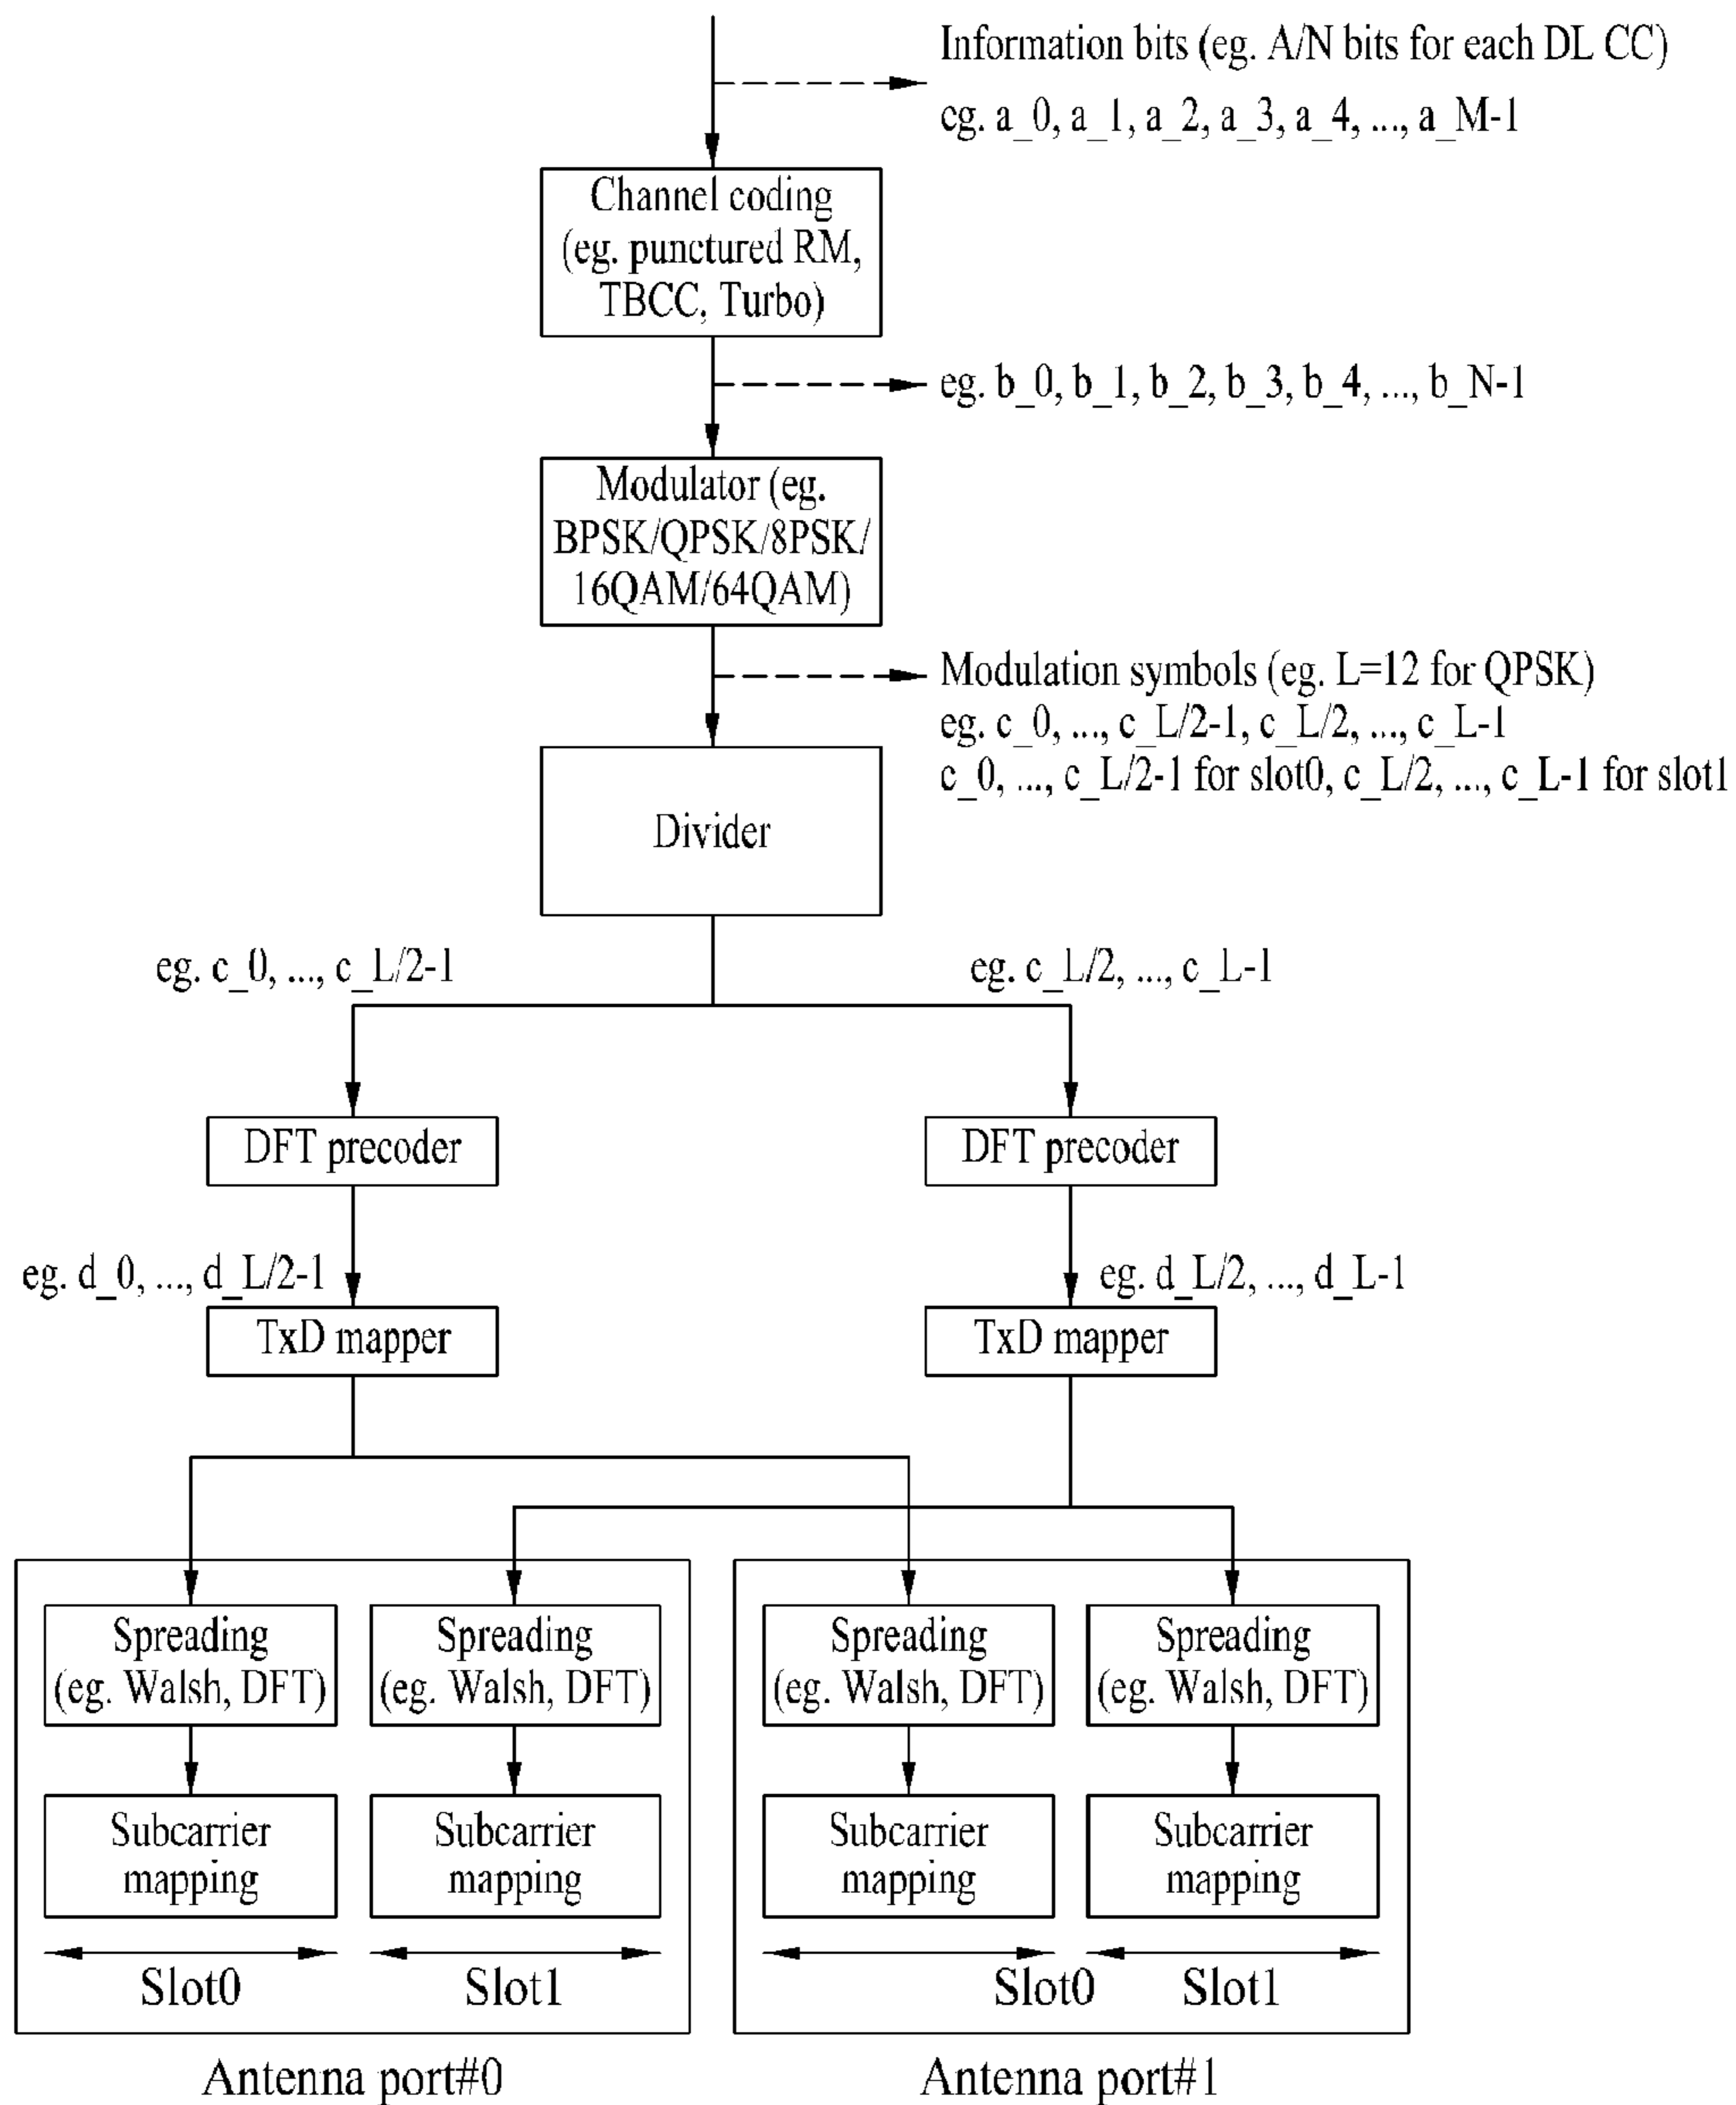 Information bits (eg. A/N bits for each DL CC)
eg. a_0, a_1, a_2, a_3, a_4, ..., a_M-1
Channel coding
(eg. punctured RM,
TBCC, Turbo)
eg. b_0, b_1, b_2, b_3, b_4, ..., b_N-1
Modulator (eg.
BPSK/QPSK/8PSK/
16QAM/64QAM)
Modulation symbols (eg. L=12 for QPSK)
eg. c_0, ..., c_L/2-1, c_L/2, ..., c_L-1
c_0, ..., c_L/2-1 for slot0, c_L/2, ..., c_L-1 for slot1
Divider
eg. c_0, ..., c_L/2-1
eg. c_L/2, ..., c_L-1
DFT precoder
DFT precoder
eg. d_0, ..., d_L/2-1
eg. d_L/2, ..., d_L-1
TxD mapper
TxD mapper
Spreading
(eg. Walsh, DFT)
Spreading
(eg. Walsh, DFT)
Spreading
(eg. Walsh, DFT)
Spreading
(eg. Walsh, DFT)
Subcarrier
mapping
Subcarrier
mapping
Subcarrier
mapping
Subcarrier
mapping
Slot0
Slot1
Slot0
Slot1
Antenna port#0
Antenna port#1